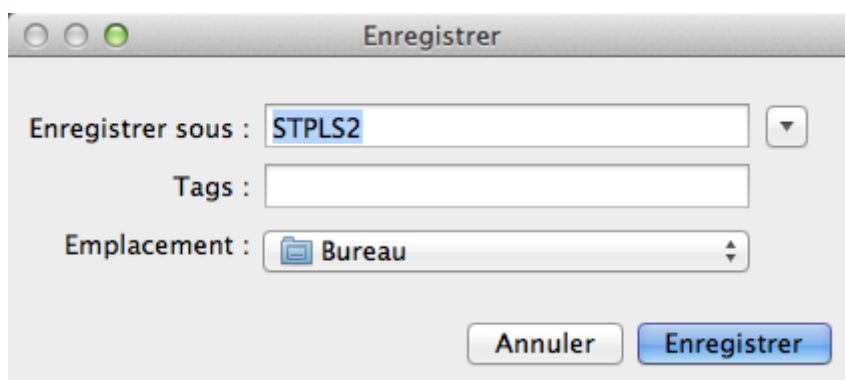 Enregistrer
Enregistrer sous : STPLS2
Tags :
Emplacement : Bureau
Annuler Enregistrer